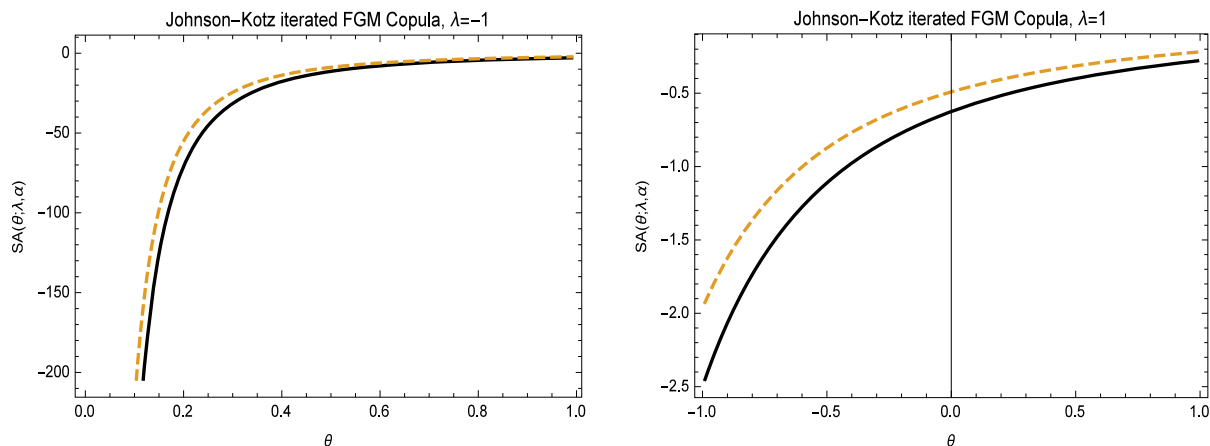 Johnson–Kotz iterated FGM Copula, λ=−1
SA(θ;λ,α)
0
−50
−100
−150
−200
0.0 0.2 0.4 0.6 0.8 1.0
θ
Johnson–Kotz iterated FGM Copula, λ=1
SA(θ;λ,α)
−0.5
−1.0
−1.5
−2.0
−2.5
−1.0 −0.5 0.0 0.5 1.0
θ